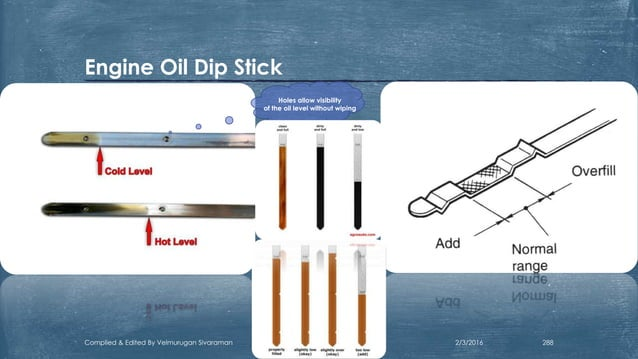 Engine Oil Dip Stick
Holes allow visibility
of the oil level without wiping
Cold Level
Hot Level
clean
and full
dirty
and full
dirty
and low
properly
filled
slightly low
(okay)
slightly over
(okay)
too low
(add)
Overfill
Add
Normal
range
Complied & Edited By Velmurugan Sivaraman
2/3/2016
288